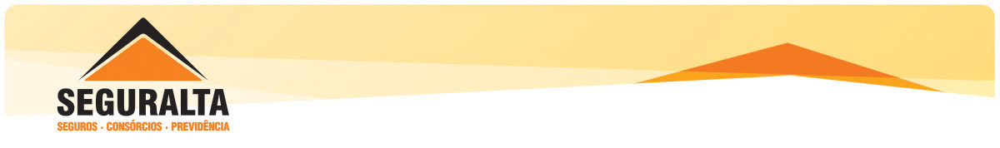 SEGURALTA
SEGUROS · CONSÓRCIOS · PREVIDÊNCIA